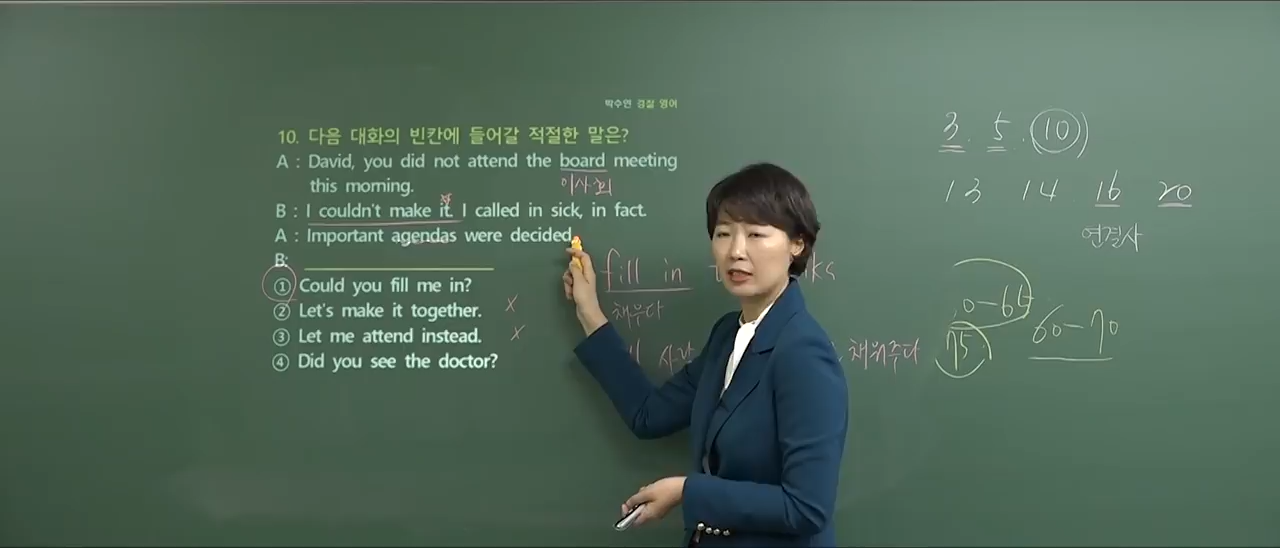 박수연 경찰 영어
10. 다음 대화의 빈칸에 들어갈 적절한 말은?
A : David, you did not attend the board meeting
this morning.
이사회
B : I couldn't make it. I called in sick, in fact.
A : Important agendas were decided.
B:
① Could you fill me in?
② Let's make it together. x
③ Let me attend instead. x
④ Did you see the doctor?
fill in
채우다
채워주다
3. 5. 10)
13 14 16 20
연결사
75
60-70